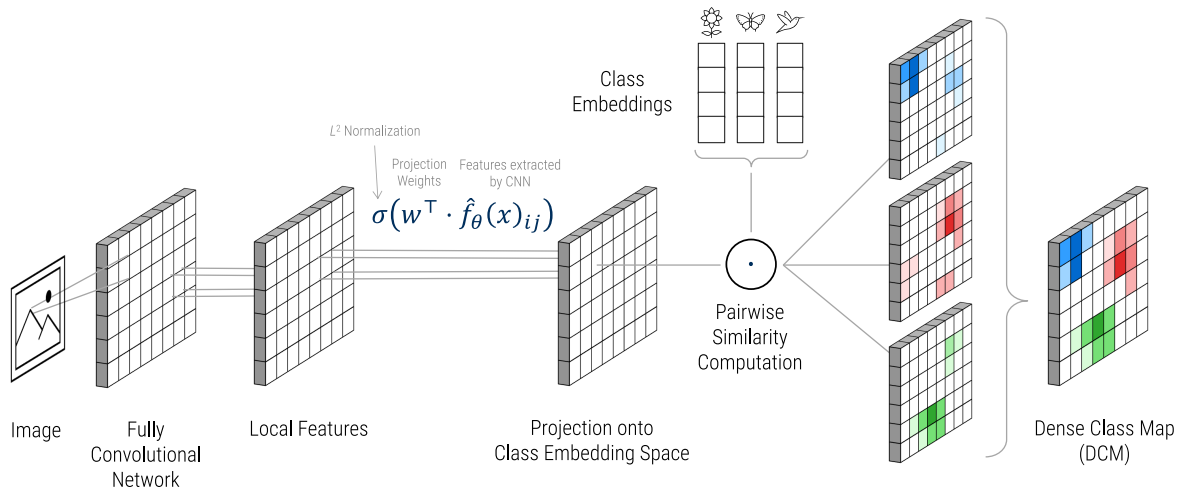 Class
Embeddings
L² Normalization
Projection
Weights
Features extracted
by CNN
σ(w⊤ · f̂θ(x)ij)
Pairwise
Similarity
Computation
Image
Fully
Convolutional
Network
Local Features
Projection onto
Class Embedding Space
Dense Class Map
(DCM)